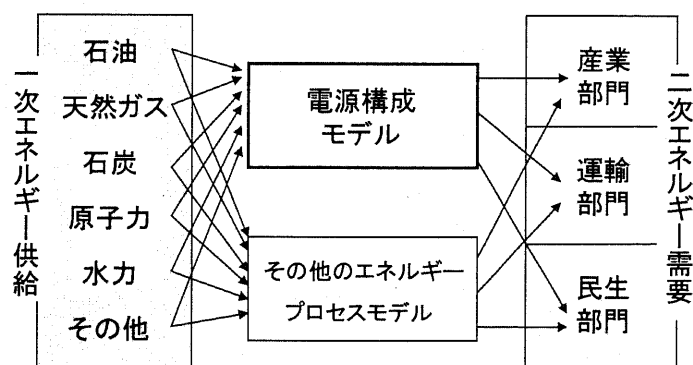 一次エネルギー供給
石油
天然ガス
石炭
原子力
水力
その他
電源構成
モデル
その他のエネルギー
プロセスモデル
産業
部門
運輸
部門
民生
部門
二次エネルギー需要